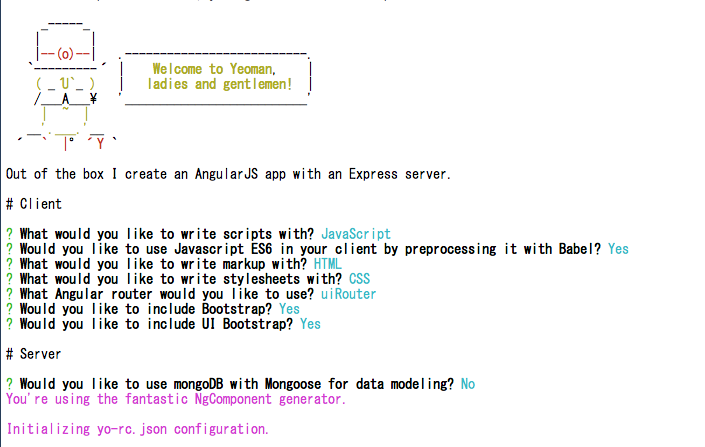 Welcome to Yeoman,
ladies and gentlemen!
Out of the box I create an AngularJS app with an Express server.
# Client
? What would you like to write scripts with? JavaScript
? Would you like to use Javascript ES6 in your client by preprocessing it with Babel? Yes
? What would you like to write markup with? HTML
? What would you like to write stylesheets with? CSS
? What Angular router would you like to use? uiRouter
? Would you like to include Bootstrap? Yes
? Would you like to include UI Bootstrap? Yes
# Server
? Would you like to use mongoDB with Mongoose for data modeling? No
You're using the fantastic NgComponent generator.
Initializing yo-rc.json configuration.